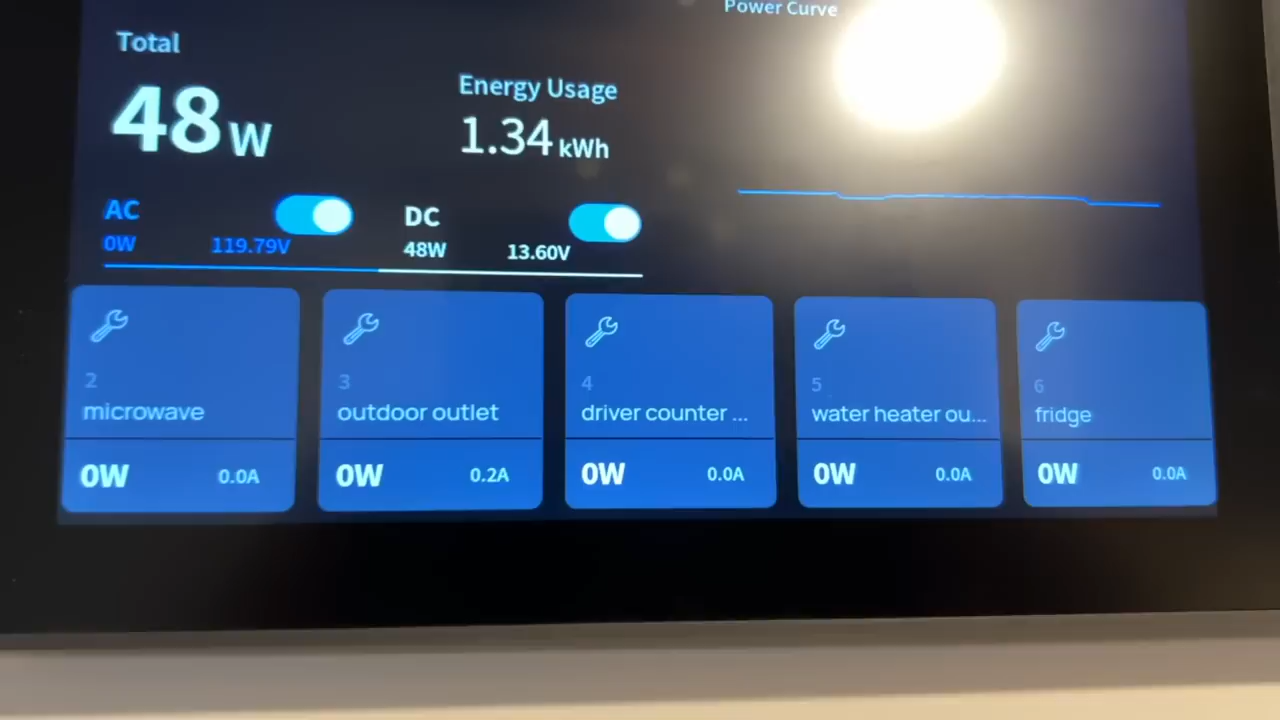 Power Curve
Total
48 W
Energy Usage
1.34 kWh
AC
0W 119.79V
DC
48W 13.60V
2
microwave
0W 0.0A
3
outdoor outlet
0W 0.2A
4
driver counter ...
0W 0.0A
5
water heater ou...
0W 0.0A
6
fridge
0W 0.0A